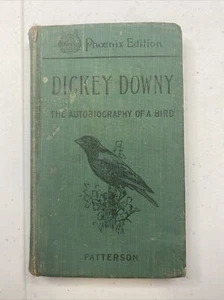 Phoenix Edition
DICKEY DOWNY
THE AUTOBIOGRAPHY OF A BIRD
PATTERSON